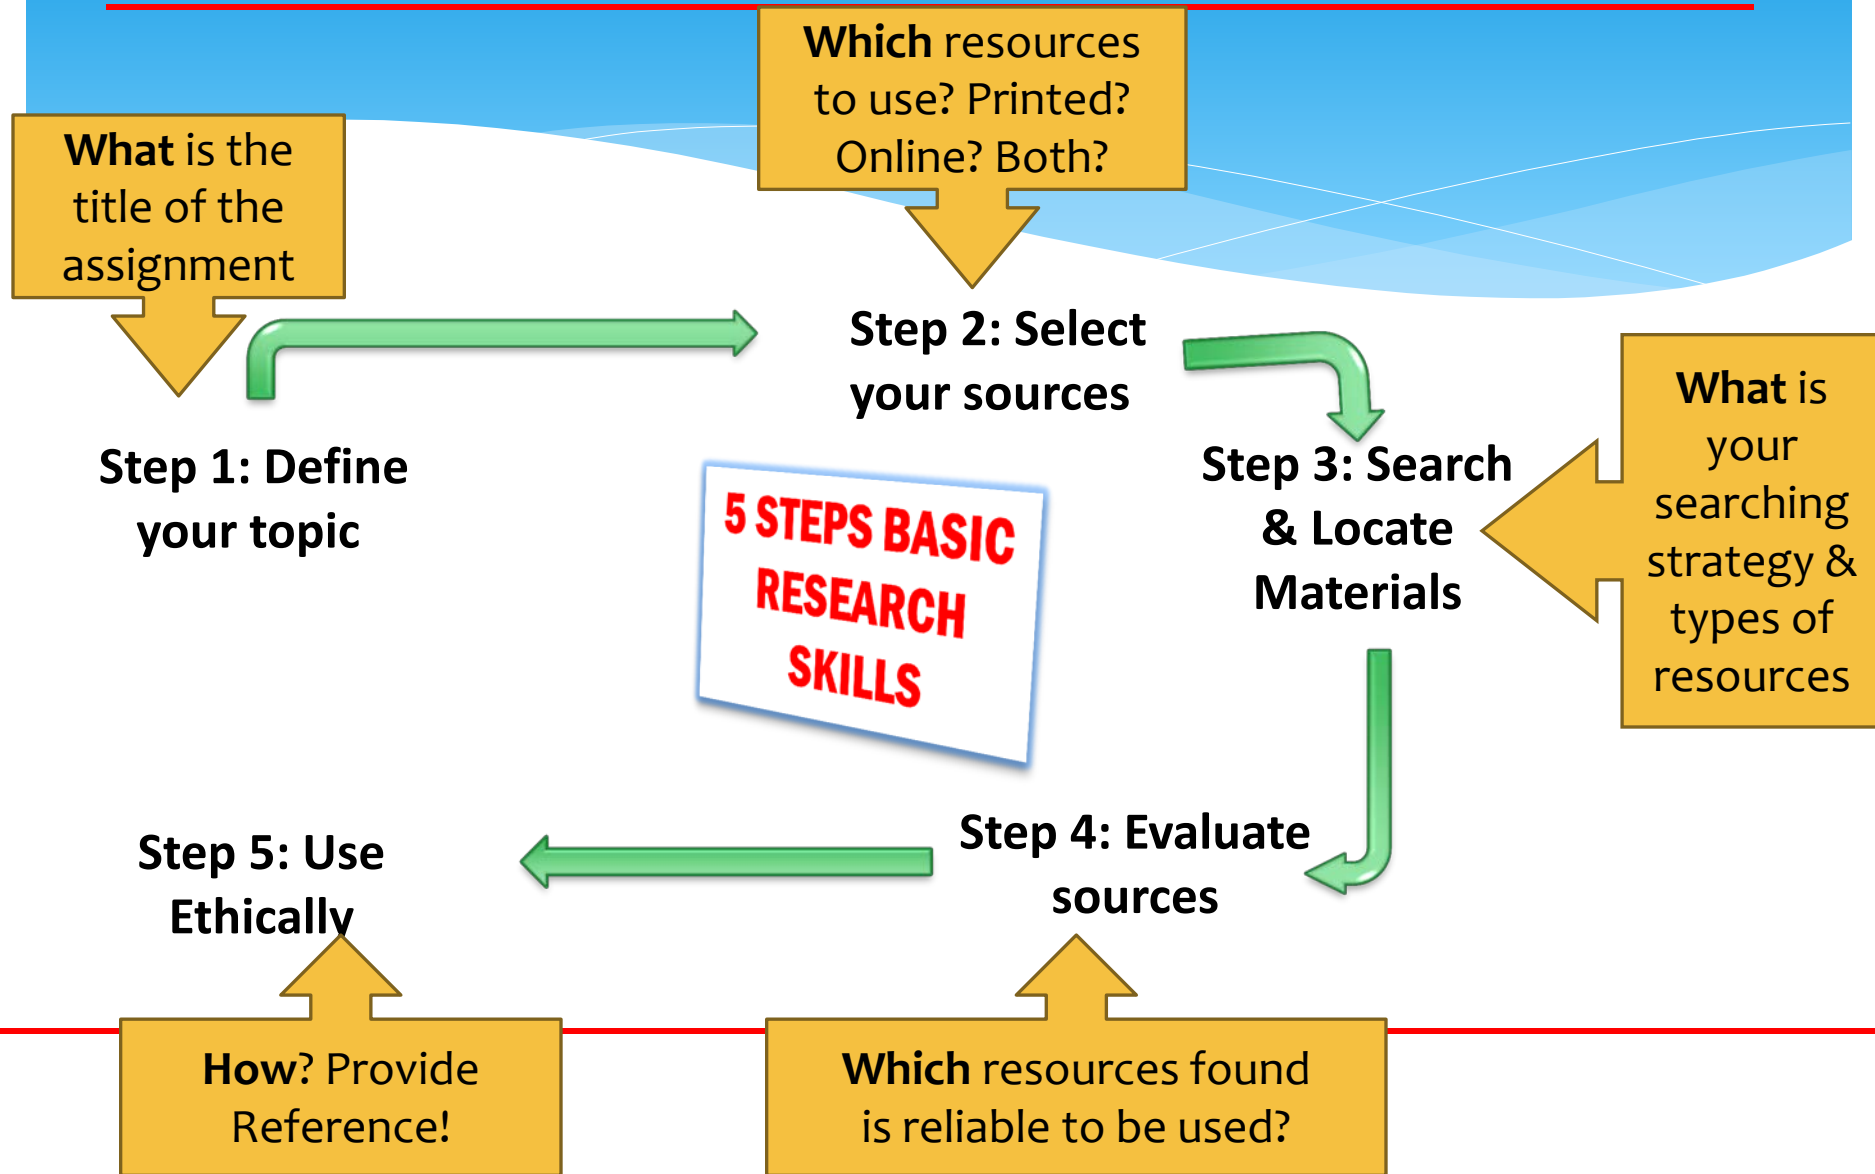 What is the
title of the
assignment
Which resources
to use? Printed?
Online? Both?
Step 1: Define
your topic
Step 2: Select
your sources
Step 3: Search
& Locate
Materials
What is
your
searching
strategy &
types of
resources
5 STEPS BASIC
RESEARCH
SKILLS
Step 4: Evaluate
sources
Which resources found
is reliable to be used?
Step 5: Use
Ethically
How? Provide
Reference!